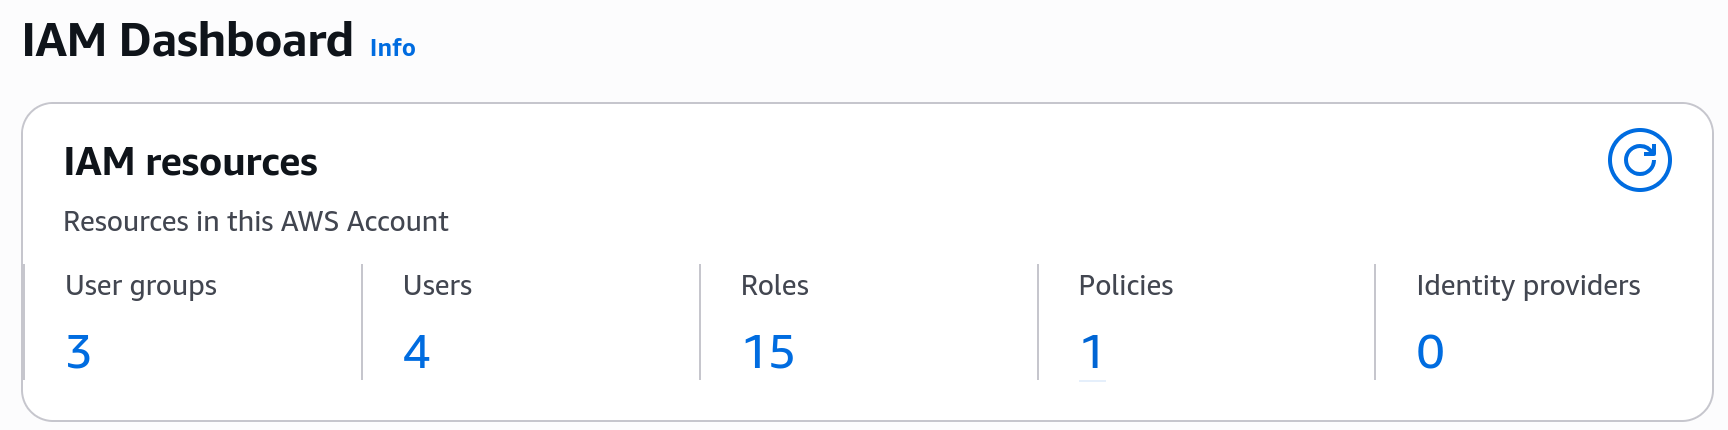 IAM Dashboard Info
IAM resources
Resources in this AWS Account
User groups Users Roles Policies Identity providers
3 4 15 1 0